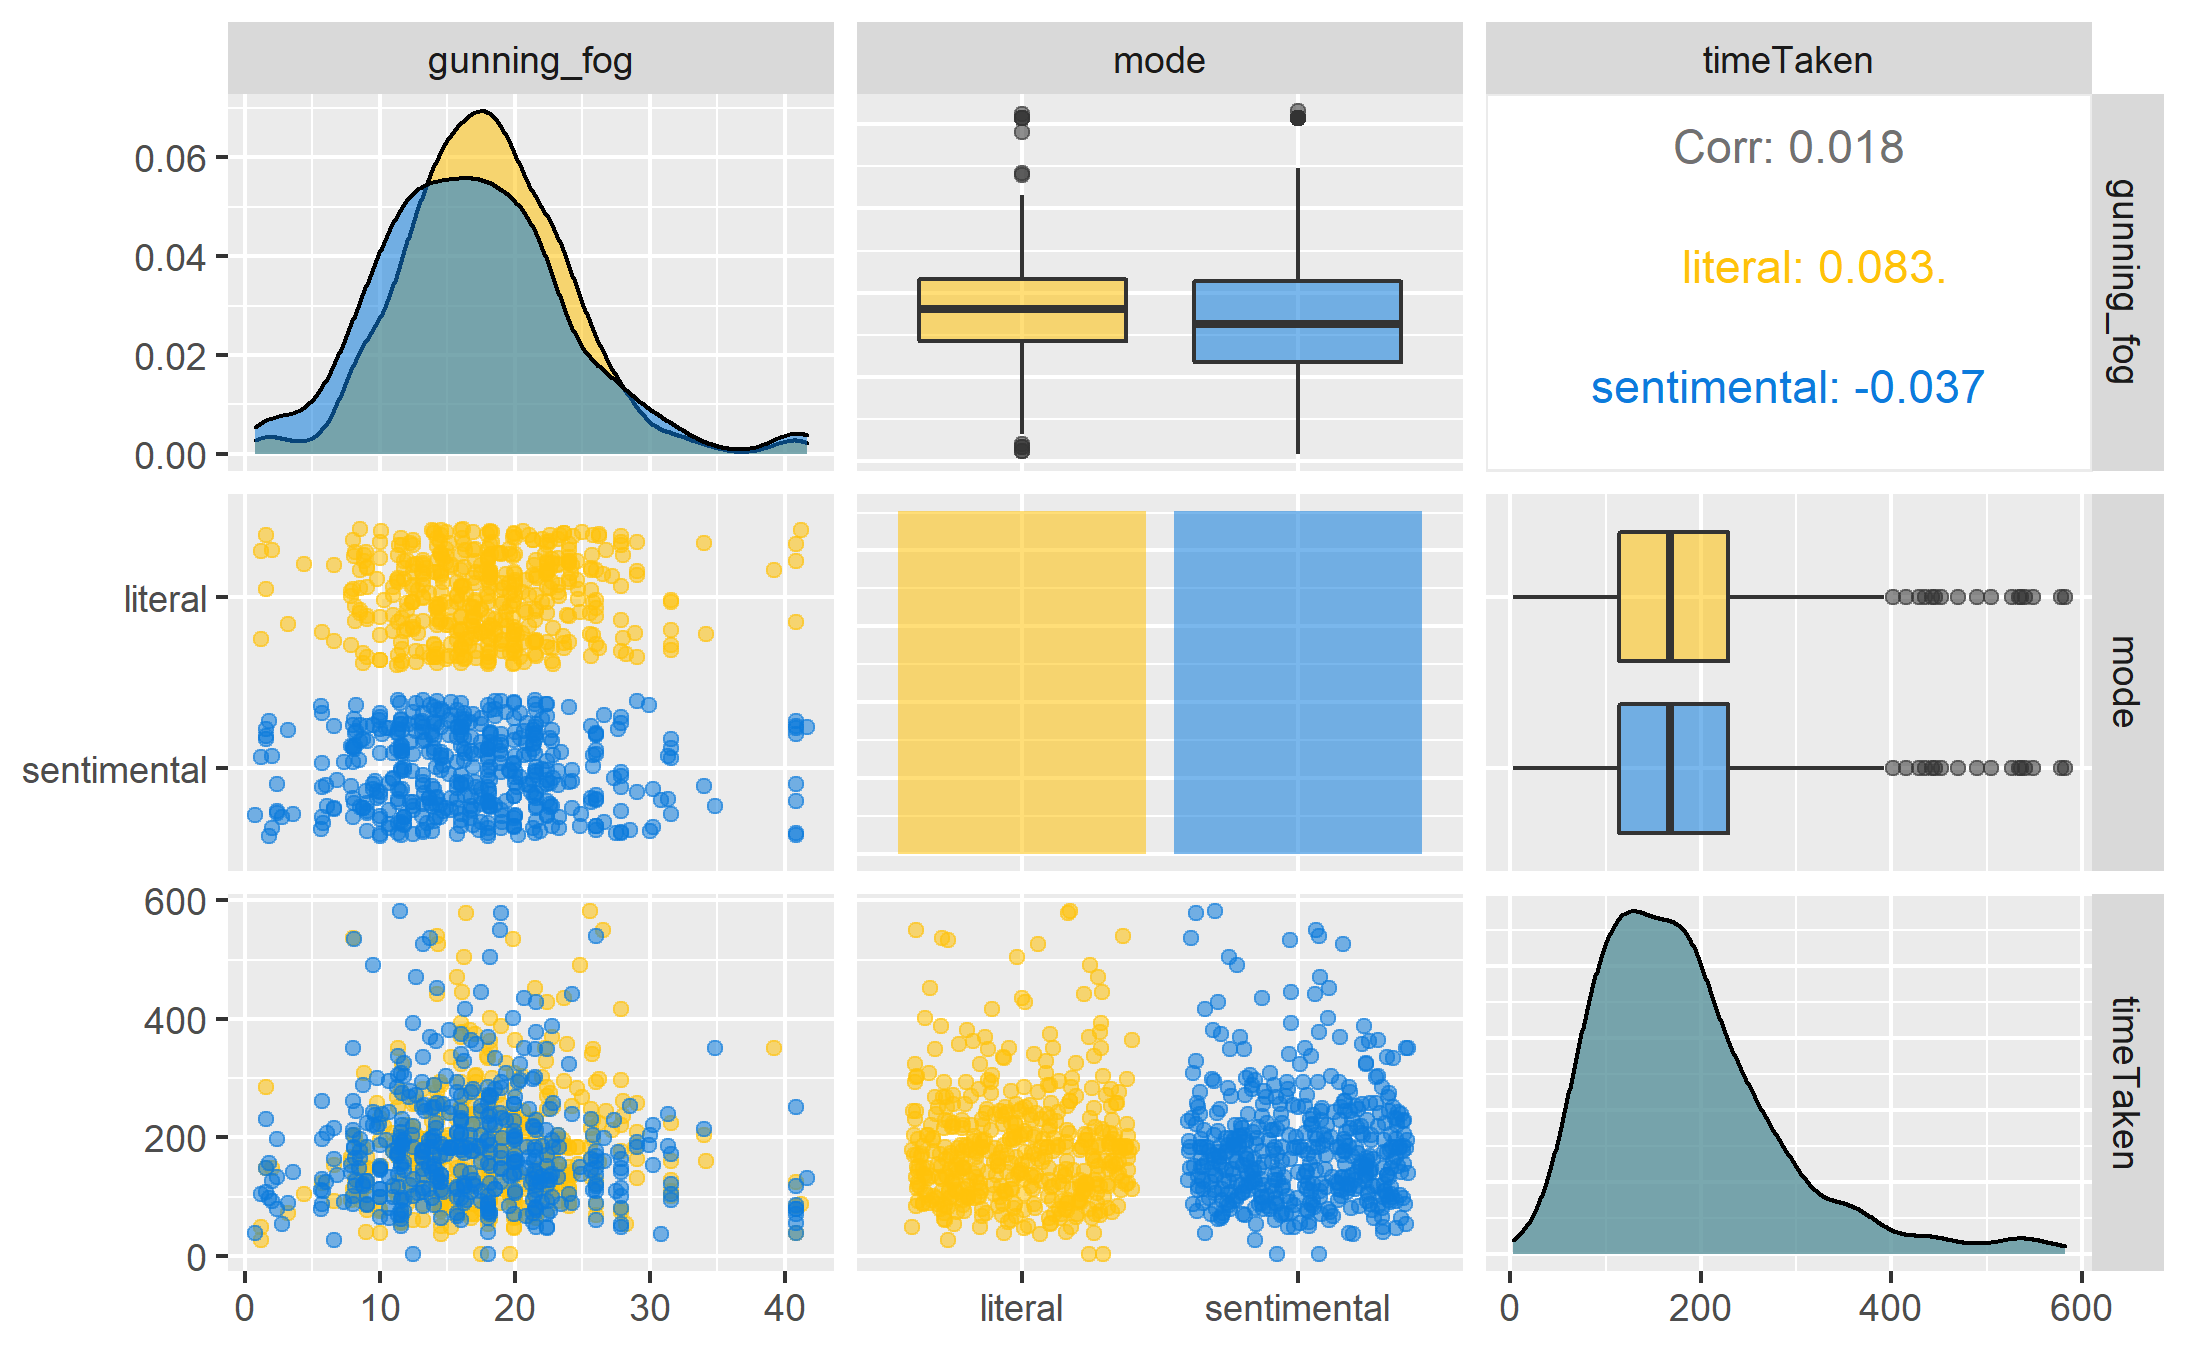 gunning_fog
mode
timeTaken
0.06
0.04
0.02
0.00
Corr: 0.018
literal: 0.083.
sentimental: -0.037
gunning_fog
literal
sentimental
mode
600
400
200
0
timeTaken
0
10
20
30
40
literal
sentimental
0
200
400
600